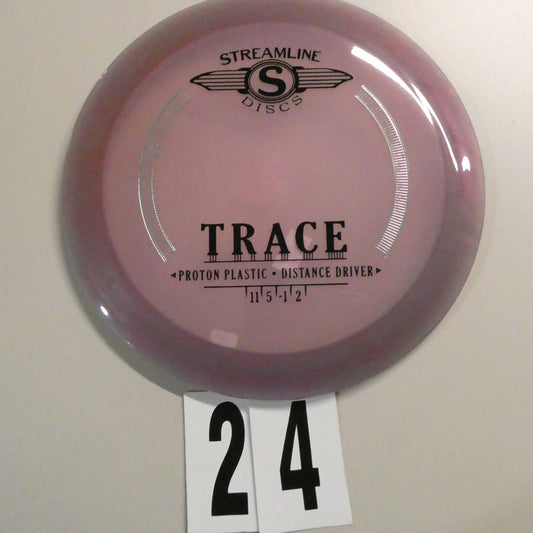 STREAMLINE
S
DISCS
TRACE
◂PROTON PLASTIC • DISTANCE DRIVER▸
11 5 -1 2
24